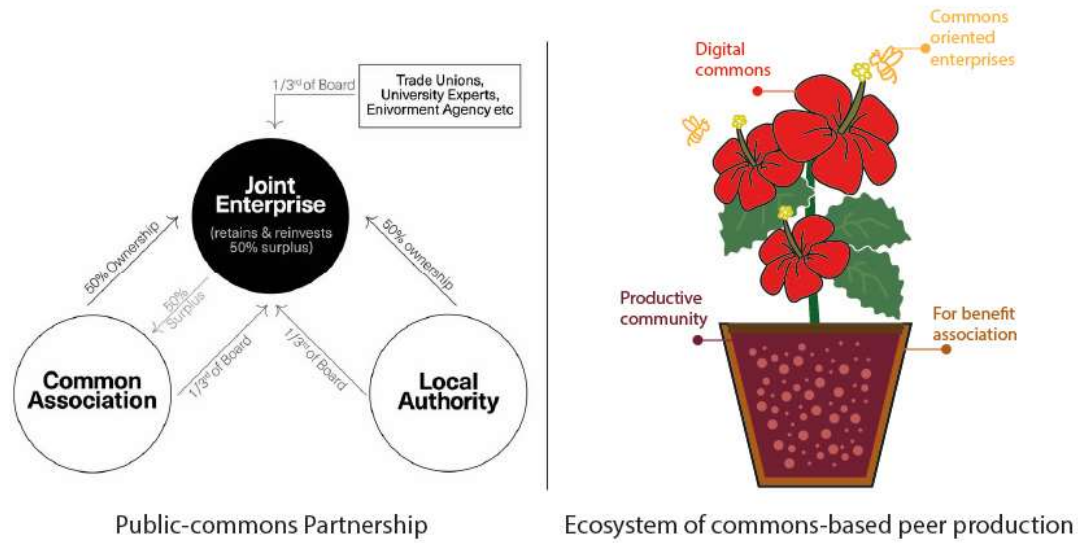 1/3rd of Board
Trade Unions,
University Experts,
Enivorment Agency etc
Joint
Enterprise
(retains & reinvests
50% surplus)
50% Ownership
50% ownership
50%
Surplus
1/3rd of Board
1/3rd of Board
Common
Association
Local
Authority
Public-commons Partnership
Commons
oriented
enterprises
Digital
commons
Productive
community
For benefit
association
Ecosystem of commons-based peer production